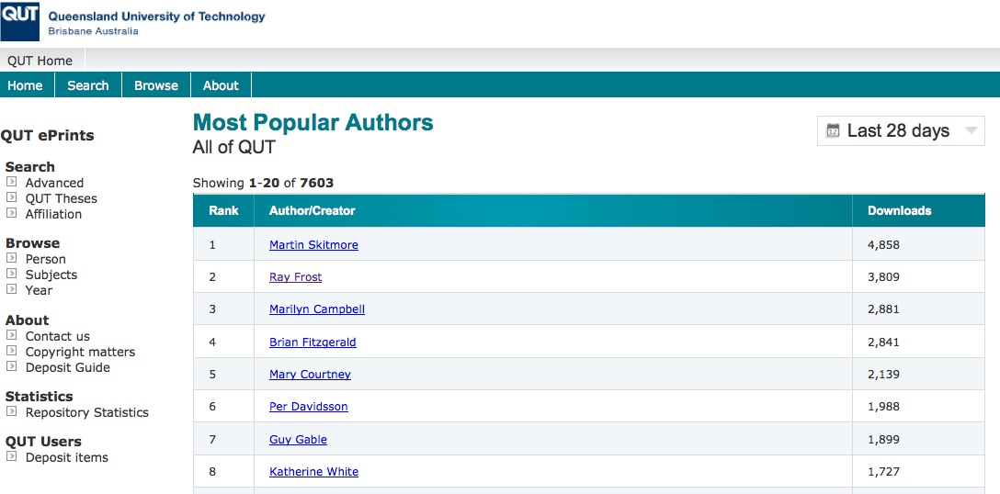 QUT
Queensland University of Technology
Brisbane Australia
QUT Home
Home Search Browse About
QUT ePrints
Search
Advanced
QUT Theses
Affiliation
Browse
Person
Subjects
Year
About
Contact us
Copyright matters
Deposit Guide
Statistics
Repository Statistics
QUT Users
Deposit items
Most Popular Authors
All of QUT
12 Last 28 days
Showing 1-20 of 7603
Rank Author/Creator Downloads
1 Martin Skitmore 4,858
2 Ray Frost 3,809
3 Marilyn Campbell 2,881
4 Brian Fitzgerald 2,841
5 Mary Courtney 2,139
6 Per Davidsson 1,988
7 Guy Gable 1,899
8 Katherine White 1,727